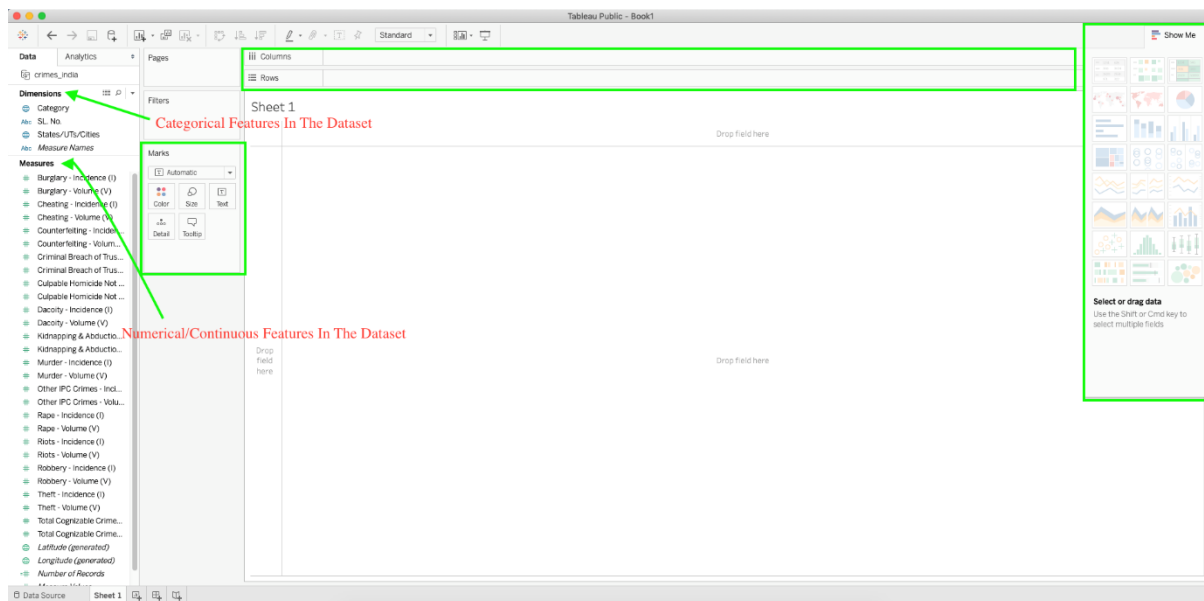 Tableau Public - Book1
Standard
Show Me
Data Analytics
Pages
Columns
crimes_india
Rows
Dimensions
Filters
Category
Sheet 1
Abc SL. No.
Categorical Features In The Dataset
States/UTs/Cities
Drop field here
Abc Measure Names
Marks
Measures
Automatic
Burglary - Incidence (I)
Burglary - Volume (V)
Cheating - Incidence (I)
Color Size Text
Cheating - Volume (V)
Counterfeiting - Inciden...
Detail Tooltip
Counterfeiting - Volum...
Criminal Breach of Trus...
Criminal Breach of Trus...
Culpable Homicide Not ...
Culpable Homicide Not ...
Select or drag data
Use the Shift or Cmd key to
select multiple fields
Dacoity - Incidence (I)
Dacoity - Volume (V)
Numerical/Continuous Features In The Dataset
Kidnapping & Abductio...
Kidnapping & Abductio...
Drop
field
here
Drop field here
Murder - Incidence (I)
Murder - Volume (V)
Other IPC Crimes - Inci...
Other IPC Crimes - Volu...
Rape - Incidence (I)
Rape - Volume (V)
Riots - Incidence (I)
Riots - Volume (V)
Robbery - Incidence (I)
Robbery - Volume (V)
Theft - Incidence (I)
Theft - Volume (V)
Total Cognizable Crime...
Total Cognizable Crime...
Latitude (generated)
Longitude (generated)
Number of Records
Data Source Sheet 1